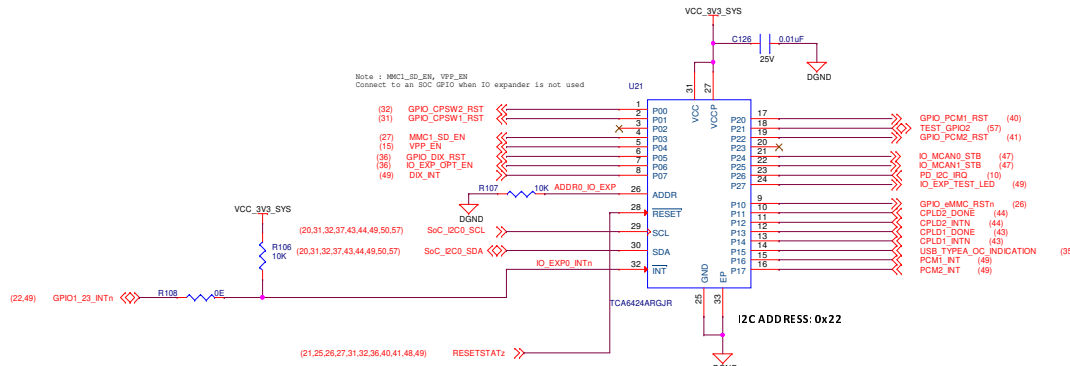 VCC_3V3_SYS
C126 0.01uF
25V
DGND
Note : MMC1_SD_EN, VPP_EN
Connect to an SOC GPIO when IO expander is not used
U21
31 27
VCC VCCP
(32) GPIO_CPSW2_RST 1 P00
(31) GPIO_CPSW1_RST 2 P01
3 P02
(27) MMC1_SD_EN 4 P03
(15) VPP_EN 5 P04
(36) GPIO_DIX_RST 6 P05
(36) IO_EXP_OPT_EN 7 P06
(49) DIX_INT 8 P07
P20 17 GPIO_PCM1_RST (40)
P21 18 TEST_GPIO2 (57)
P22 19 GPIO_PCM2_RST (41)
P23 20
P24 21 IO_MCAN0_STB (47)
P25 22 IO_MCAN1_STB (47)
P26 23 PD_I2C_IRQ (10)
P27 24 IO_EXP_TEST_LED (49)
R107 10K ADDR0_IO_EXP 26 ADDR
DGND
P10 9 GPIO_eMMC_RSTn (26)
P11 10 CPLD2_DONE (44)
P12 11 CPLD2_INTN (44)
P13 12 CPLD1_DONE (43)
P14 13 CPLD1_INTN (43)
P15 14 USB_TYPEA_OC_INDICATION (35
P16 15 PCM1_INT (49)
P17 16 PCM2_INT (49)
VCC_3V3_SYS
28 RESET
(20,31,32,37,43,44,49,50,57) SoC_I2C0_SCL 29 SCL
R106
10K
(20,31,32,37,43,44,49,50,57) SoC_I2C0_SDA 30 SDA
IO_EXP0_INTn 32 INT
GND EP
25 33
(22,49) GPIO1_23_INTn R108 0E
TCA6424ARGJR
I2C ADDRESS: 0x22
(21,25,26,27,31,32,36,40,41,48,49) RESETSTATz
DGND